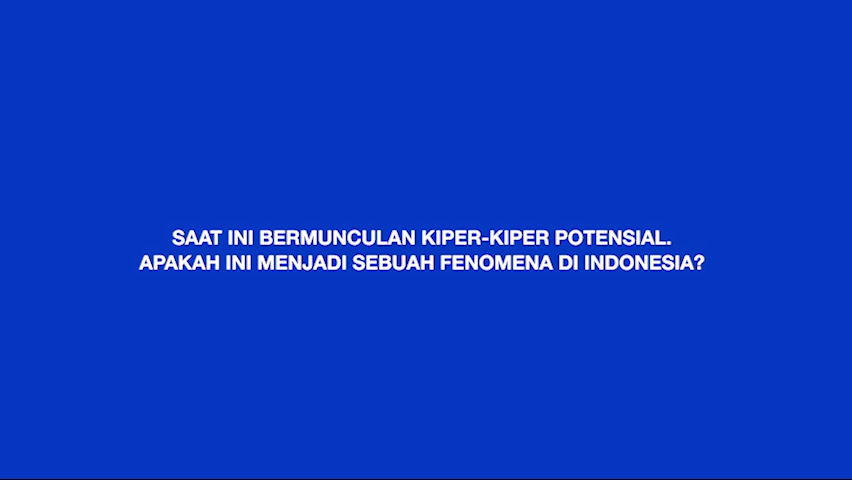 SAAT INI BERMUNCULAN KIPER-KIPER POTENSIAL.
APAKAH INI MENJADI SEBUAH FENOMENA DI INDONESIA?